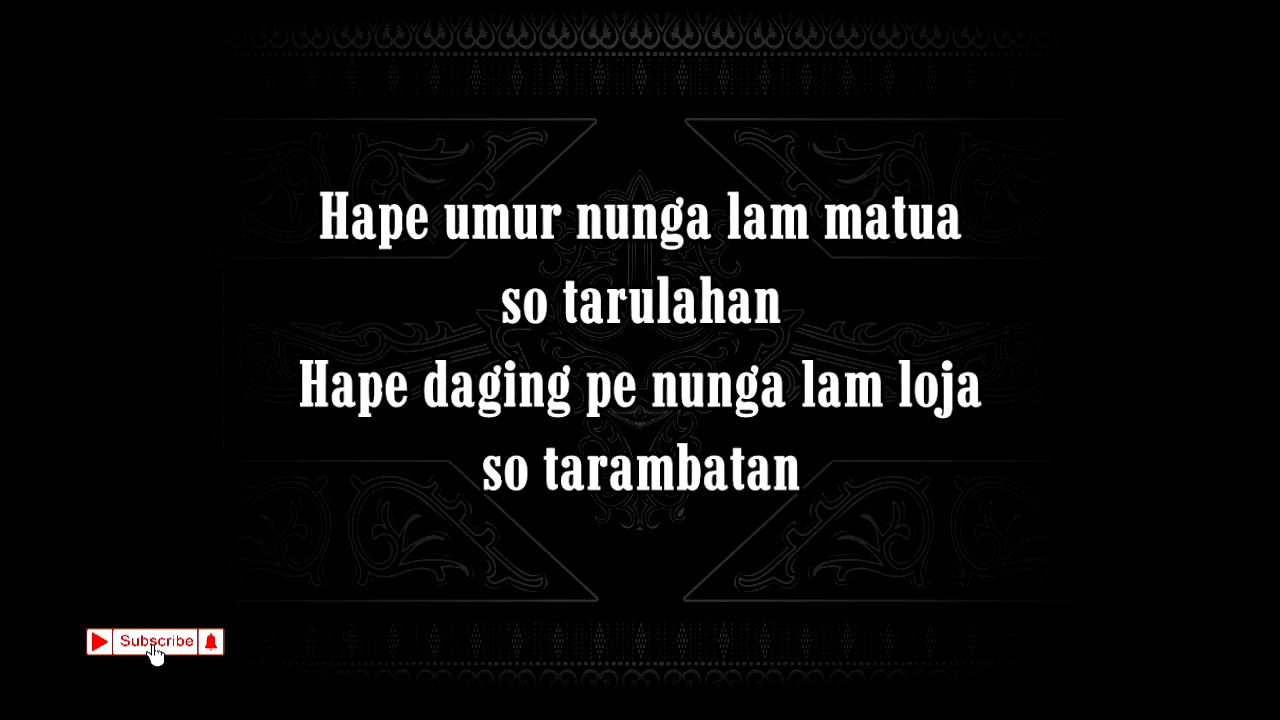 Hape umur nunga lam matua
so tarulahan
Hape daging pe nunga lam loja
so tarambatan
Subscribe